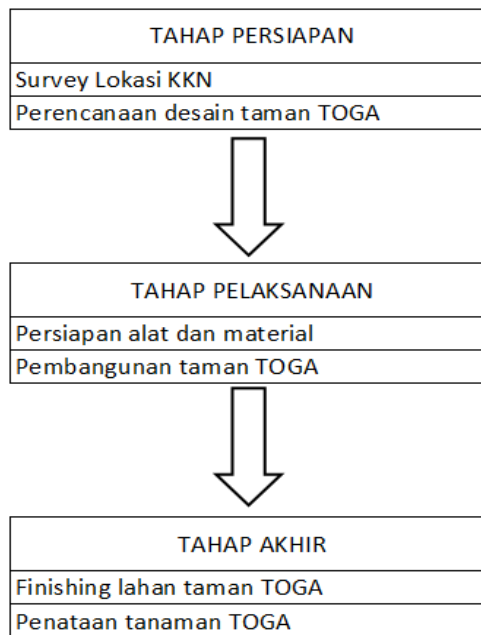 TAHAP PERSIAPAN
Survey Lokasi KKN
Perencanaan desain taman TOGA
TAHAP PELAKSANAAN
Persiapan alat dan material
Pembangunan taman TOGA
TAHAP AKHIR
Finishing lahan taman TOGA
Penataan tanaman TOGA